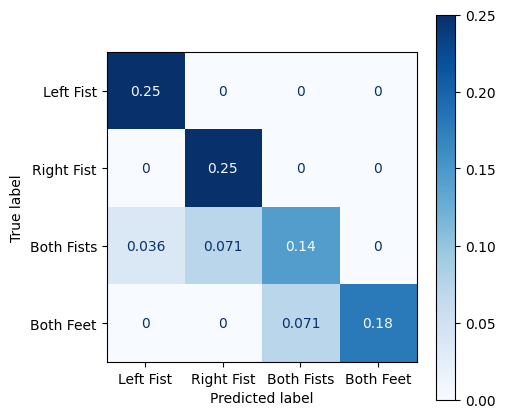 0.25
Left Fist 0.25 0 0 0
0.20
Right Fist 0 0.25 0 0
0.15
True label
Both Fists 0.036 0.071 0.14 0
0.10
Both Feet 0 0 0.071 0.18
0.05
Left Fist Right Fist Both Fists Both Feet
Predicted label
0.00